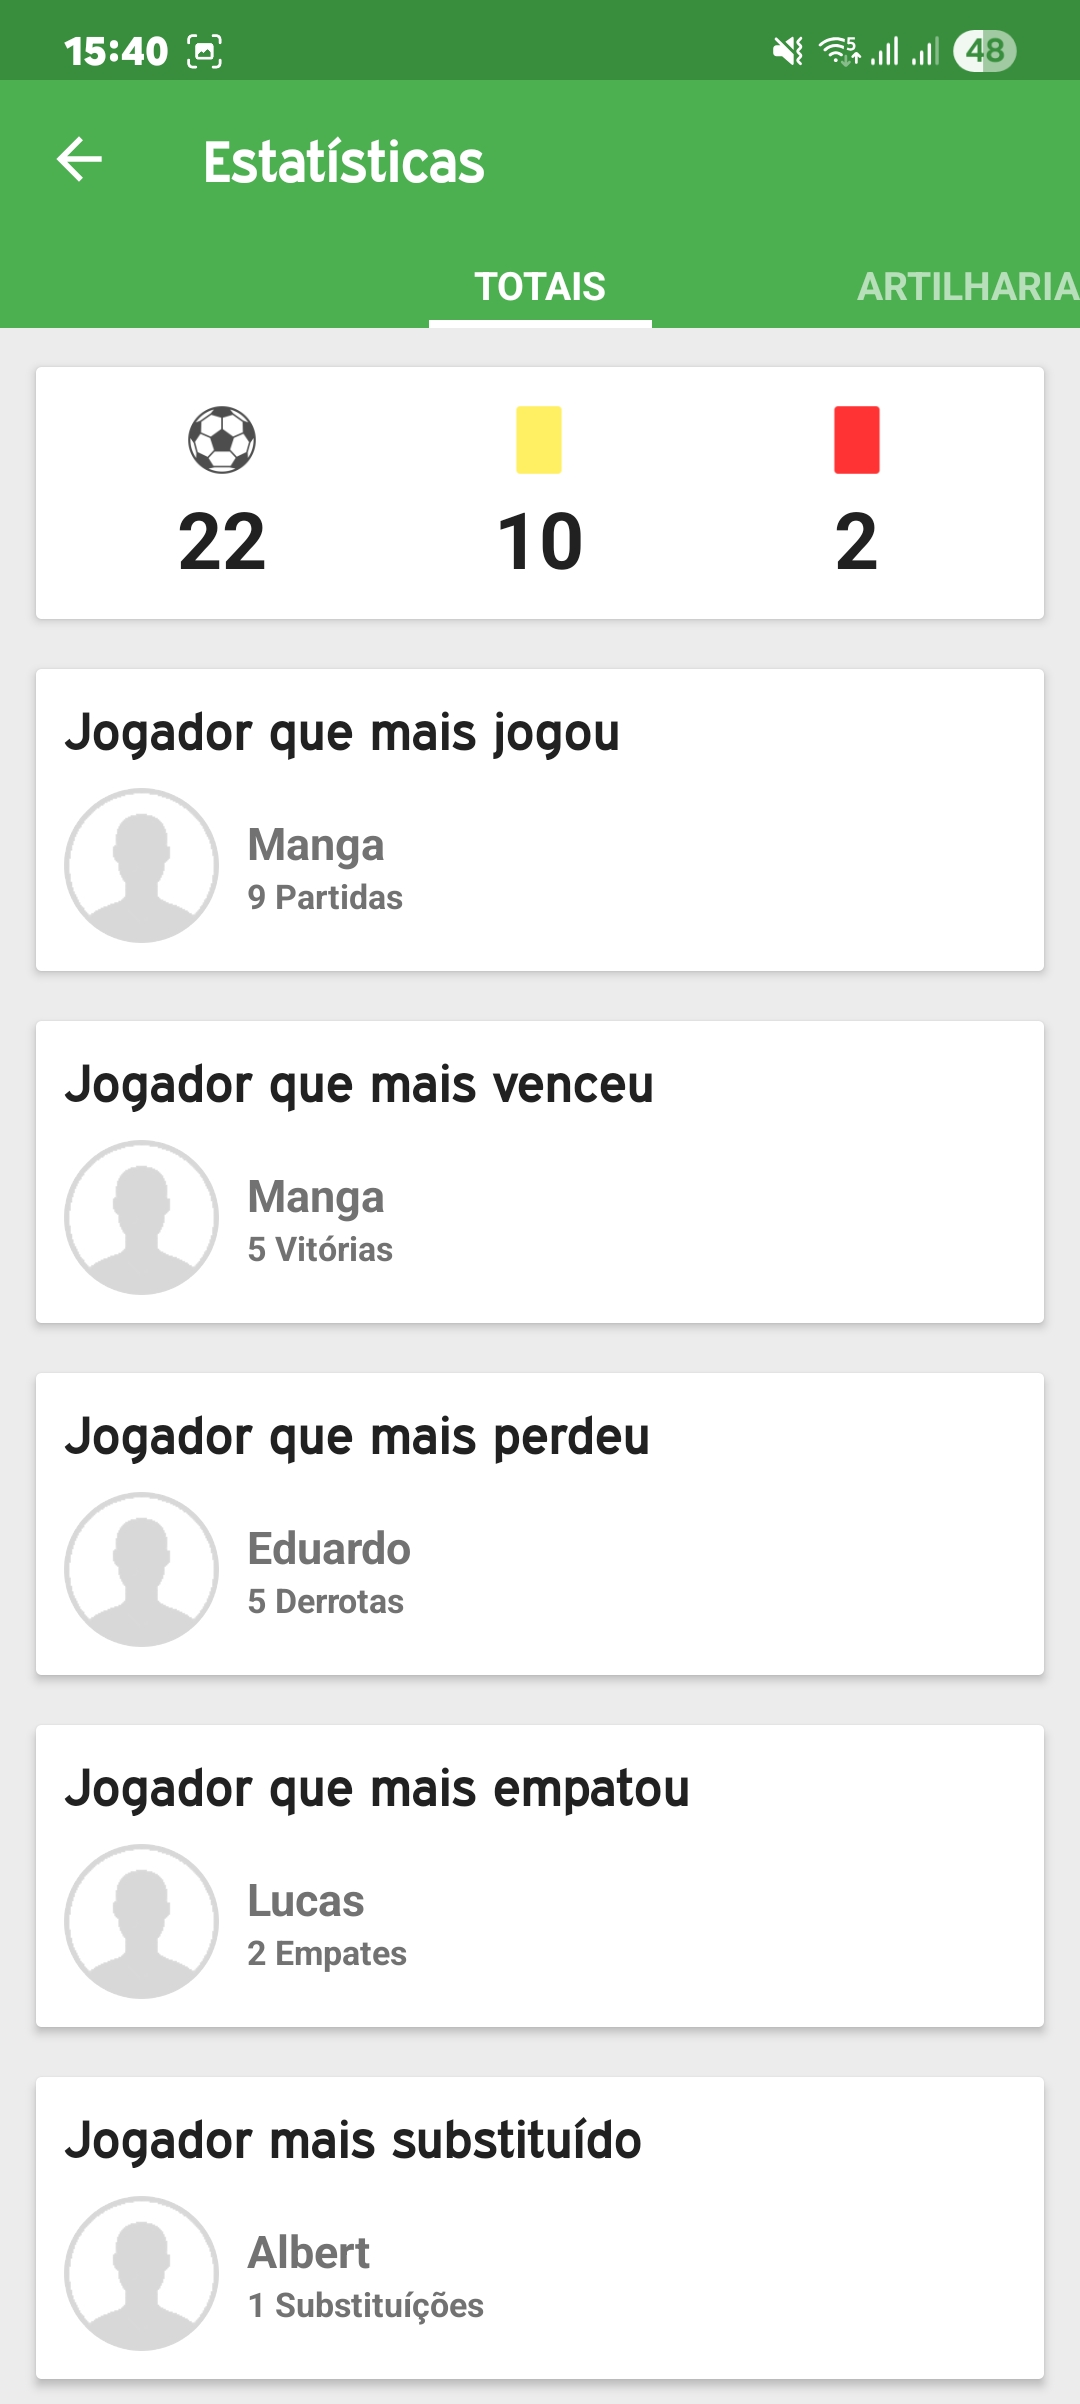 15:40
5
48
Estatísticas
TOTAIS
ARTILHARIA
22
10
2
Jogador que mais jogou
Manga
9 Partidas
Jogador que mais venceu
Manga
5 Vitórias
Jogador que mais perdeu
Eduardo
5 Derrotas
Jogador que mais empatou
Lucas
2 Empates
Jogador mais substituído
Albert
1 Substituíções